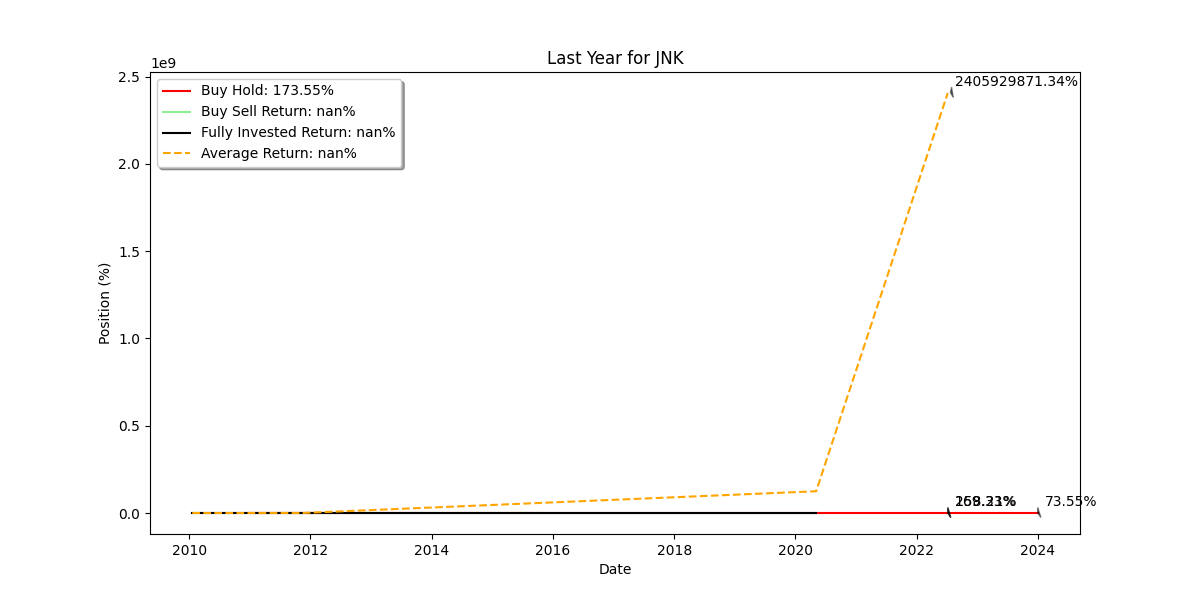 Last Year for JNK
1e9
Buy Hold: 173.55%
Buy Sell Return: nan%
Fully Invested Return: nan%
Average Return: nan%
2405929871.34%
2.5
2.0
1.5
1.0
0.5
0.0
Position (%)
73.55%
2010 2012 2014 2016 2018 2020 2022 2024
Date